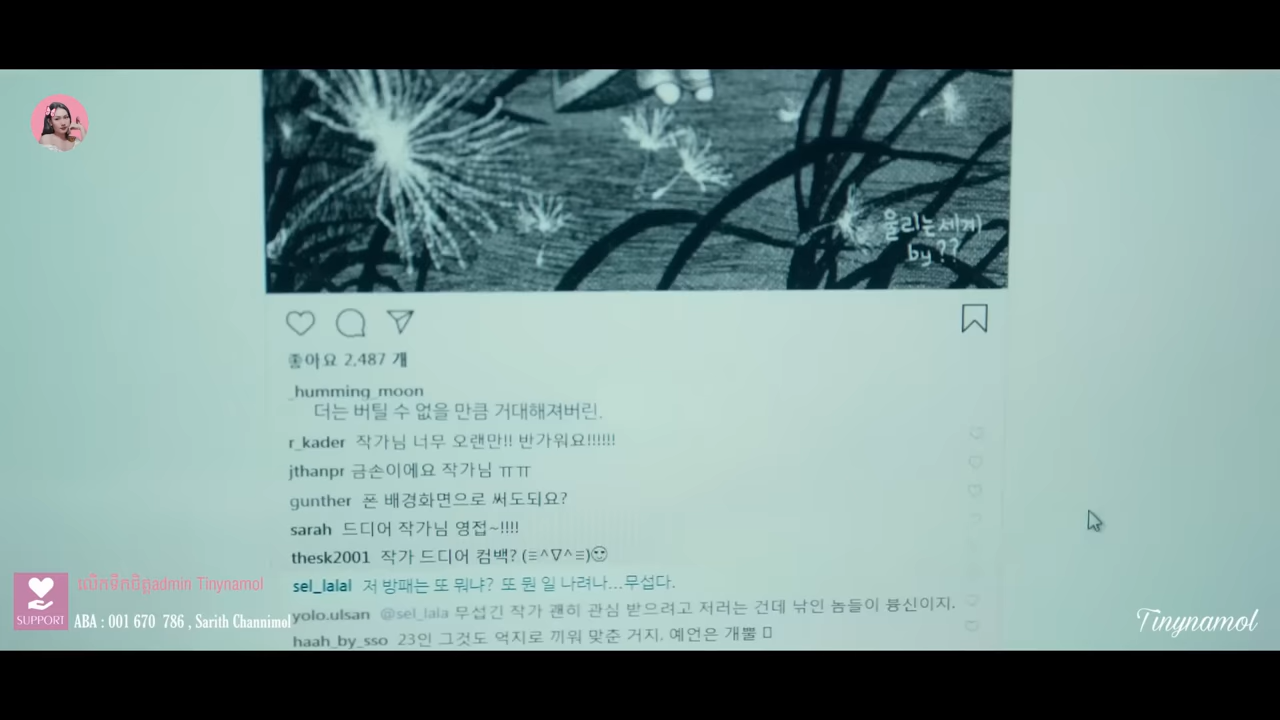 울리는세계
by ??
좋아요 2,487 개
_humming_moon
더는 버틸 수 없을 만큼 거대해져버린.
r_kader 작가님 너무 오랜만!! 반가워요!!!!!!
jthanpr 금손이에요 작가님 ㅠㅠ
gunther 폰 배경화면으로 써도되요?
sarah 드디어 작가님 영접~!!!!
thesk2001 작가 드디어 컴백? (≡^∇^≡)☺
sel_lalal 저 방패는 또 뭐냐? 또 뭔 일 나려나...무섭다.
yolo.ulsan @sel_lala 무섭긴 작가 괜히 관심 받으려고 저러는 건데 낚인 놈들이 븅신이지.
haah_by_sso 23인 그것도 억지로 끼워 맞춘 거지. 예언은 개뿔
លើកទឹកចិត្តadmin Tinynamol
SUPPORT
ABA : 001 670 786 , Sarith Channimol
Tinynamol